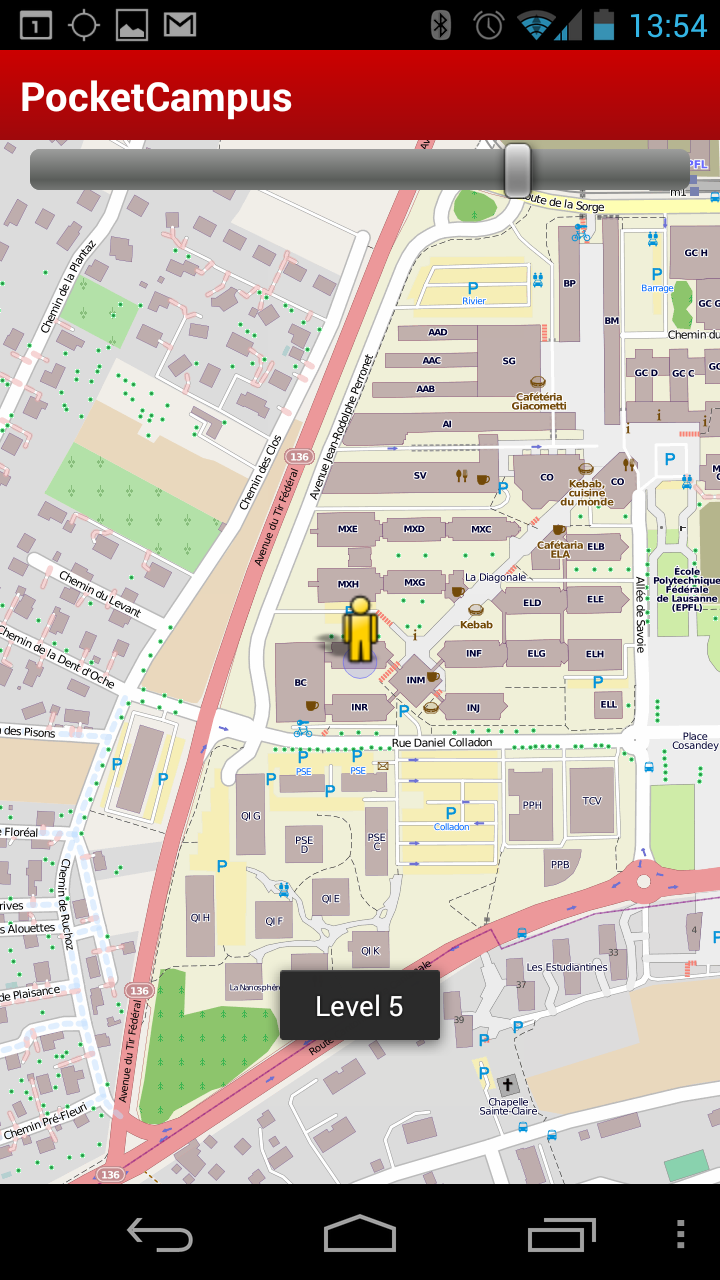 1
13:54
PocketCampus
PFL
m1
Route de la Sorge
Chemin de la Plantaz
GC H
BP
Barrage
P
P
Rivier
GC G
BM
AAD
Chemin du
AAC
SG
GC D
GC C
GC
AAB
Cafétéria
Giacometti
AI
Avenue Jean-Rodolphe Perronet
136
Chemin des Clos
Avenue du Tir Fédéral
SV
P
CO
CO
P
Kebab,
cuisine
du monde
MXE
MXD
MXC
Cafétaria
ELA
ELB
École
Polytechnique
Fédérale
de Lausanne
(EPFL)
La Diagonale
MXH
MXG
Chemin du Levant
ELD
ELE
Allée de Savoie
Kebab
Chemin de la Dent d'Oche
INF
ELG
ELH
BC
INM
P
INR
P
INJ
ELL
n des Pisons
Rue Daniel Colladon
Place
Cosandey
P
P
PSE
P
PSE
P
P
P
QI G
P
Colladon
PPH
TCV
PSE
D
PSE
C
e Floréal
Chemin de Ruchoz
P
PPB
QI H
QI F
QI E
QI K
rives
s Alouettes
33
4
P
Les Estudiantines
La Nanosphère
37
de Plaisance
136
Avenue du Tir Fédéral
Level 5
39
P
P
P
Chapelle
Sainte-Claire
Chemin Pré-Fleuri
136